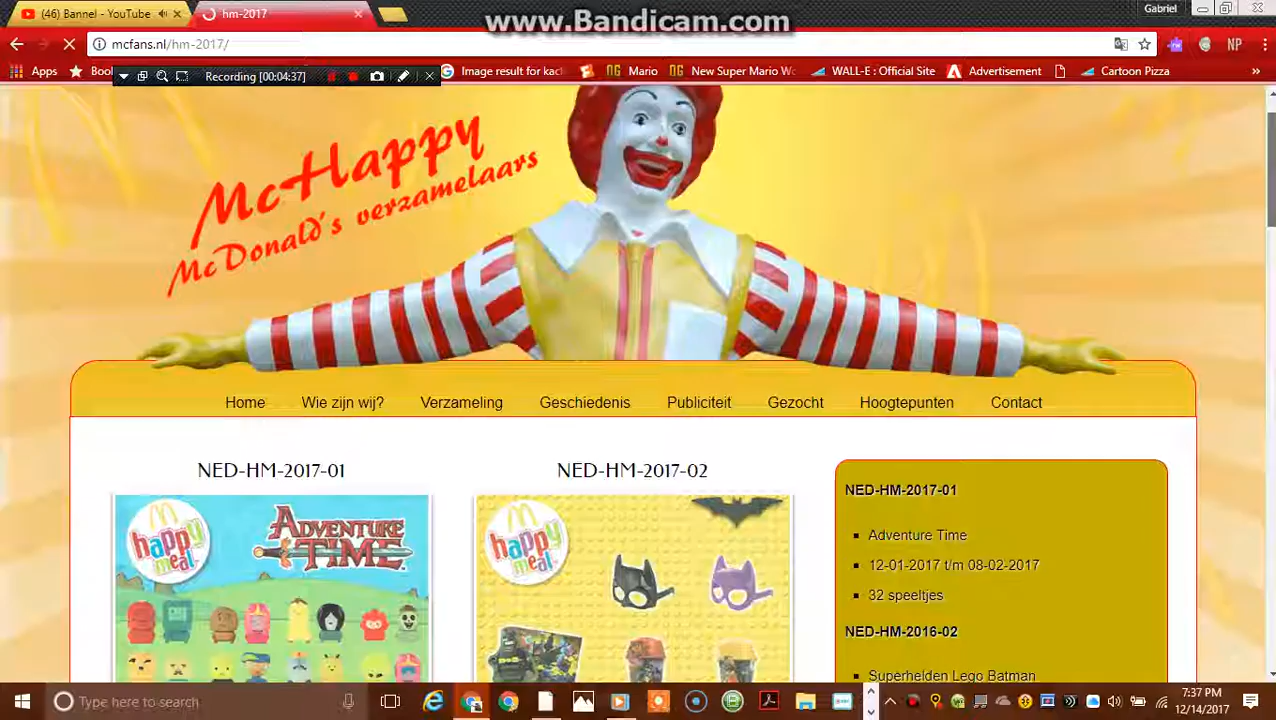 (46) Bannel - YouTube
hm-2017
www.Bandicam.com
Gabriel
mcfans.nl/hm-2017/
NP
Apps
Bool
Recording [00:04:37]
Image result for kac
Mario
New Super Mario Wo
WALL-E : Official Site
Advertisement
Cartoon Pizza
»
McHappy
McDonald's verzamelaars
Home
Wie zijn wij?
Verzameling
Geschiedenis
Publiciteit
Gezocht
Hoogtepunten
Contact
NED-HM-2017-01
NED-HM-2017-02
happy
meal
ADVENTURE
TIME
happy
meal
NED-HM-2017-01
Adventure Time
12-01-2017 t/m 08-02-2017
32 speeltjes
NED-HM-2016-02
Superhelden Lego Batman
Type here to search
7:37 PM
12/14/2017